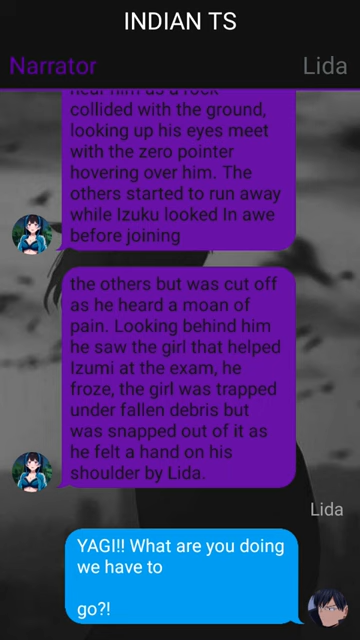 INDIAN TS
Narrator
Lida
hear him as a rock
collided with the ground,
looking up his eyes meet
with the zero pointer
hovering over him. The
others started to run away
while Izuku looked In awe
before joining
the others but was cut off
as he heard a moan of
pain. Looking behind him
he saw the girl that helped
Izumi at the exam, he
froze, the girl was trapped
under fallen debris but
was snapped out of it as
he felt a hand on his
shoulder by Lida.
Lida
YAGI!! What are you doing
we have to
go?!